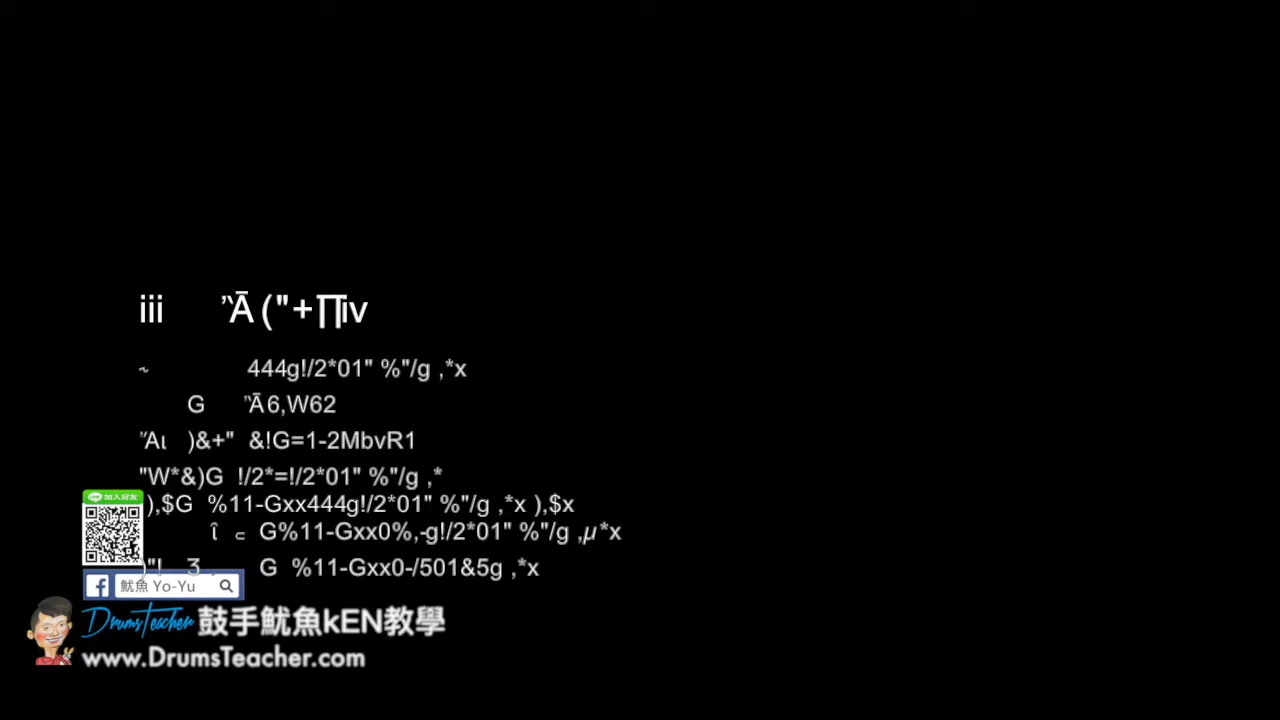 iii ”Ā ("+∏iv
~ 444g!/2*01" %"/g ,*x
G ”Ā6,W62
”Aι )&+" &!G=1-2MbvR1
"W*&)G !/2*=!/2*01" %"/g ,*
),$G %11-Gxx444g!/2*01" %"/g ,*x ),$x
î ⊂ G%11-Gxx0%,-g!/2*01" %"/g ,µ*x
)"! 3 . G %11-Gxx0-/501&5g ,*x
加入好友
魷魚 Yo-Yu
DrumsTeacher 鼓手魷魚kEN教學
www.DrumsTeacher.com